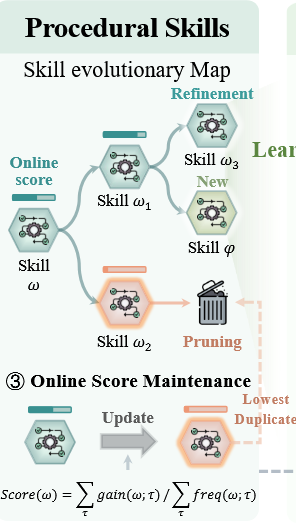 Procedural Skills
Skill evolutionary Map
Refinement
Skill ω₃
Online
score
Skill ω₁
New
Skill
ω
Skill φ
Skill ω₂
Pruning
Lear
③ Online Score Maintenance
Update
Lowest
Duplicate
Score(ω) = ∑τ gain(ω; τ) / ∑τ freq(ω; τ)